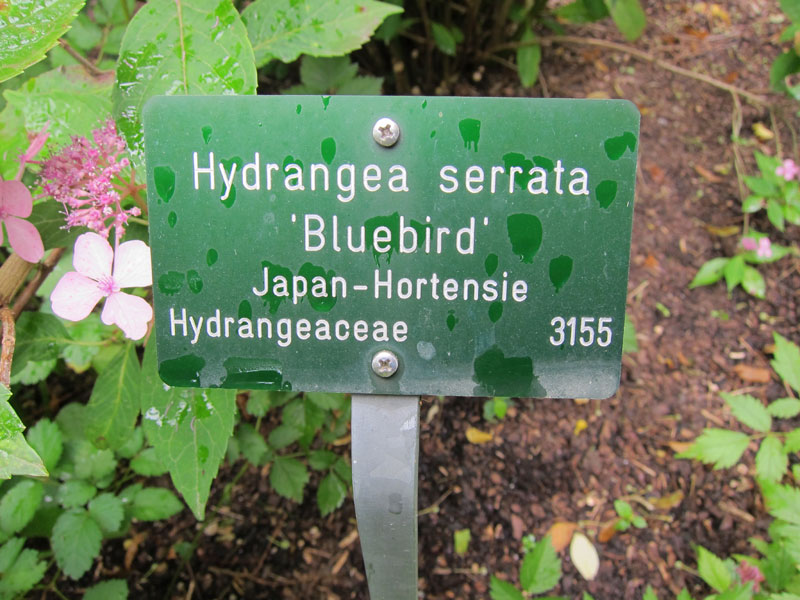 Hydrangea serrata
'Bluebird'
Japan-Hortensie
Hydrangeaceae 3155